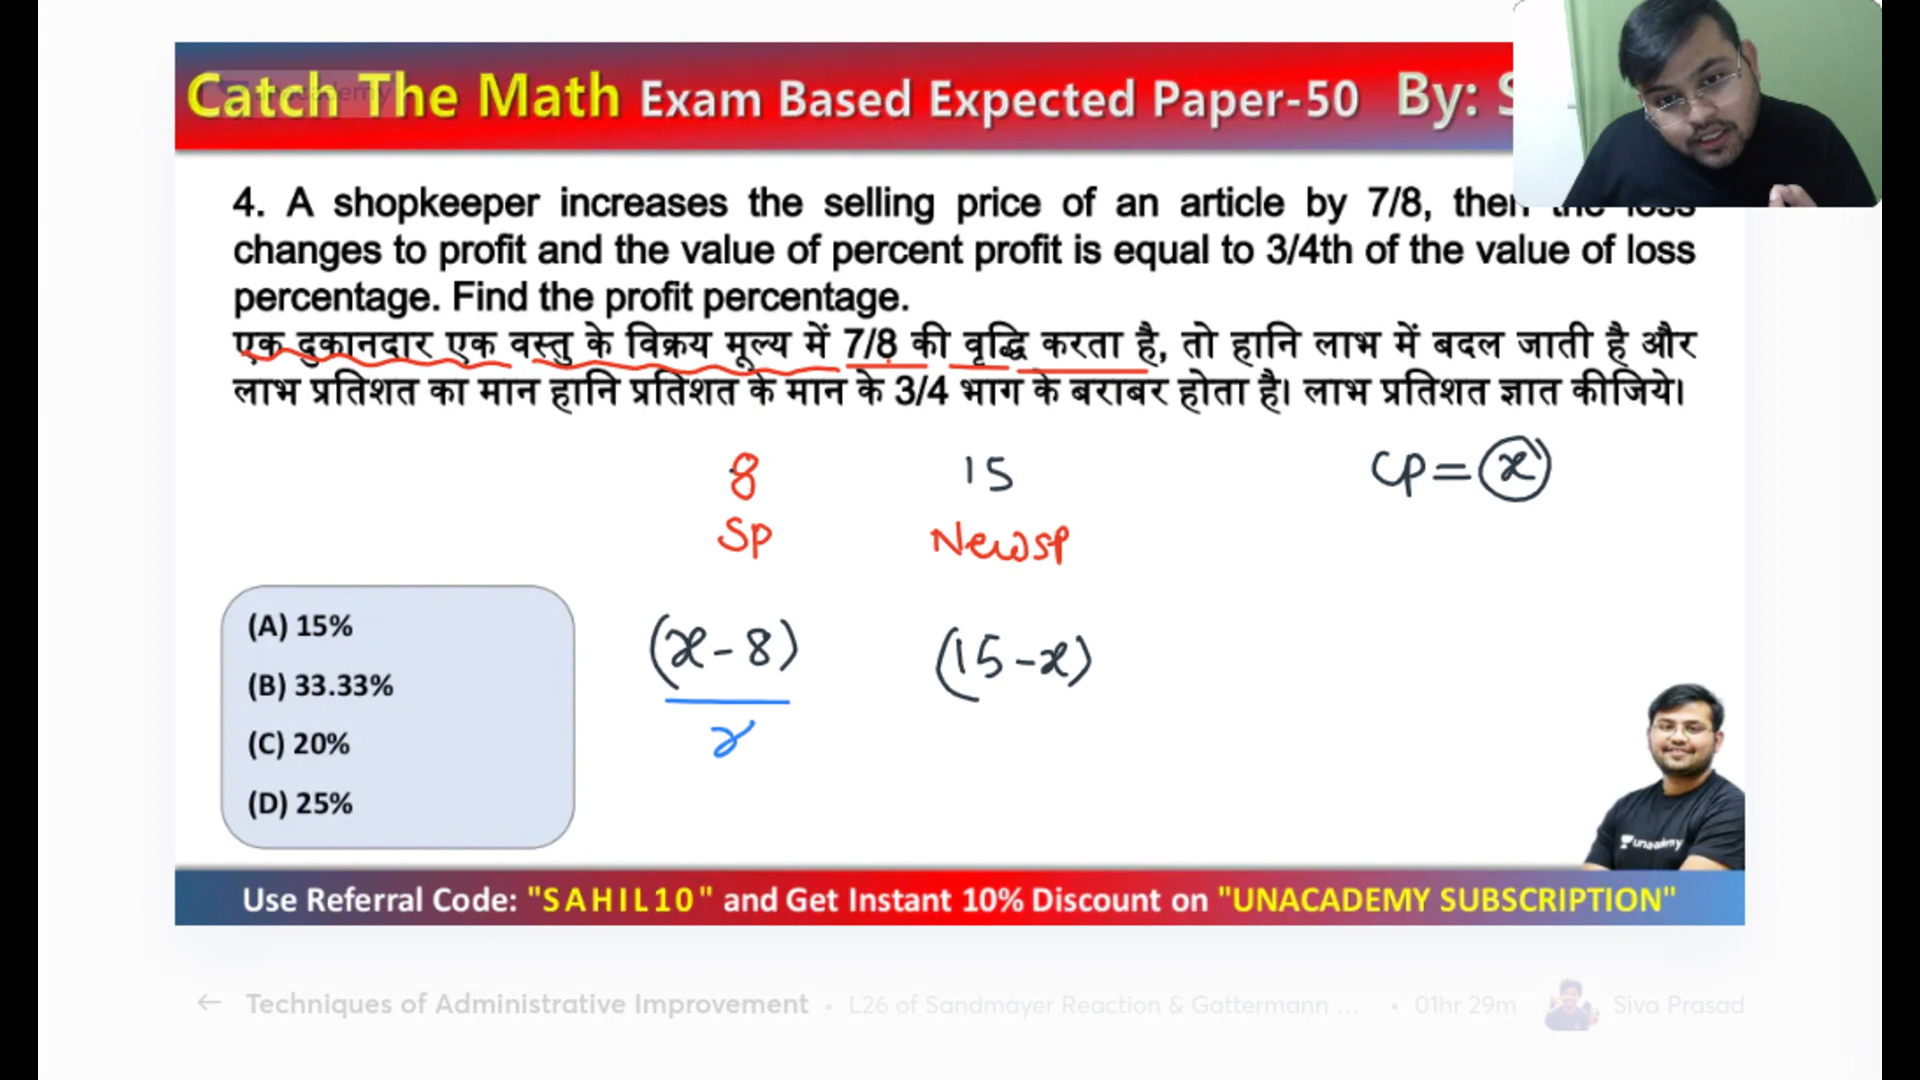 Catch The Math Exam Based Expected Paper-50 By: S
4. A shopkeeper increases the selling price of an article by 7/8, then the loss
changes to profit and the value of percent profit is equal to 3/4th of the value of loss
percentage. Find the profit percentage.
एक दुकानदार एक वस्तु के विक्रय मूल्य में 7/8 की वृद्धि करता है, तो हानि लाभ में बदल जाती है और
लाभ प्रतिशत का मान हानि प्रतिशत के मान के 3/4 भाग के बराबर होता है। लाभ प्रतिशत ज्ञात कीजिये।
8 15 CP = x
SP New SP
(x - 8) (15 - x)
x
(A) 15%
(B) 33.33%
(C) 20%
(D) 25%
unacademy
Use Referral Code: "SAHIL10" and Get Instant 10% Discount on "UNACADEMY SUBSCRIPTION"
← Techniques of Administrative Improvement • L26 of Sandmayer Reaction & Gattermann ... • 01hr 29m Siva Prasad